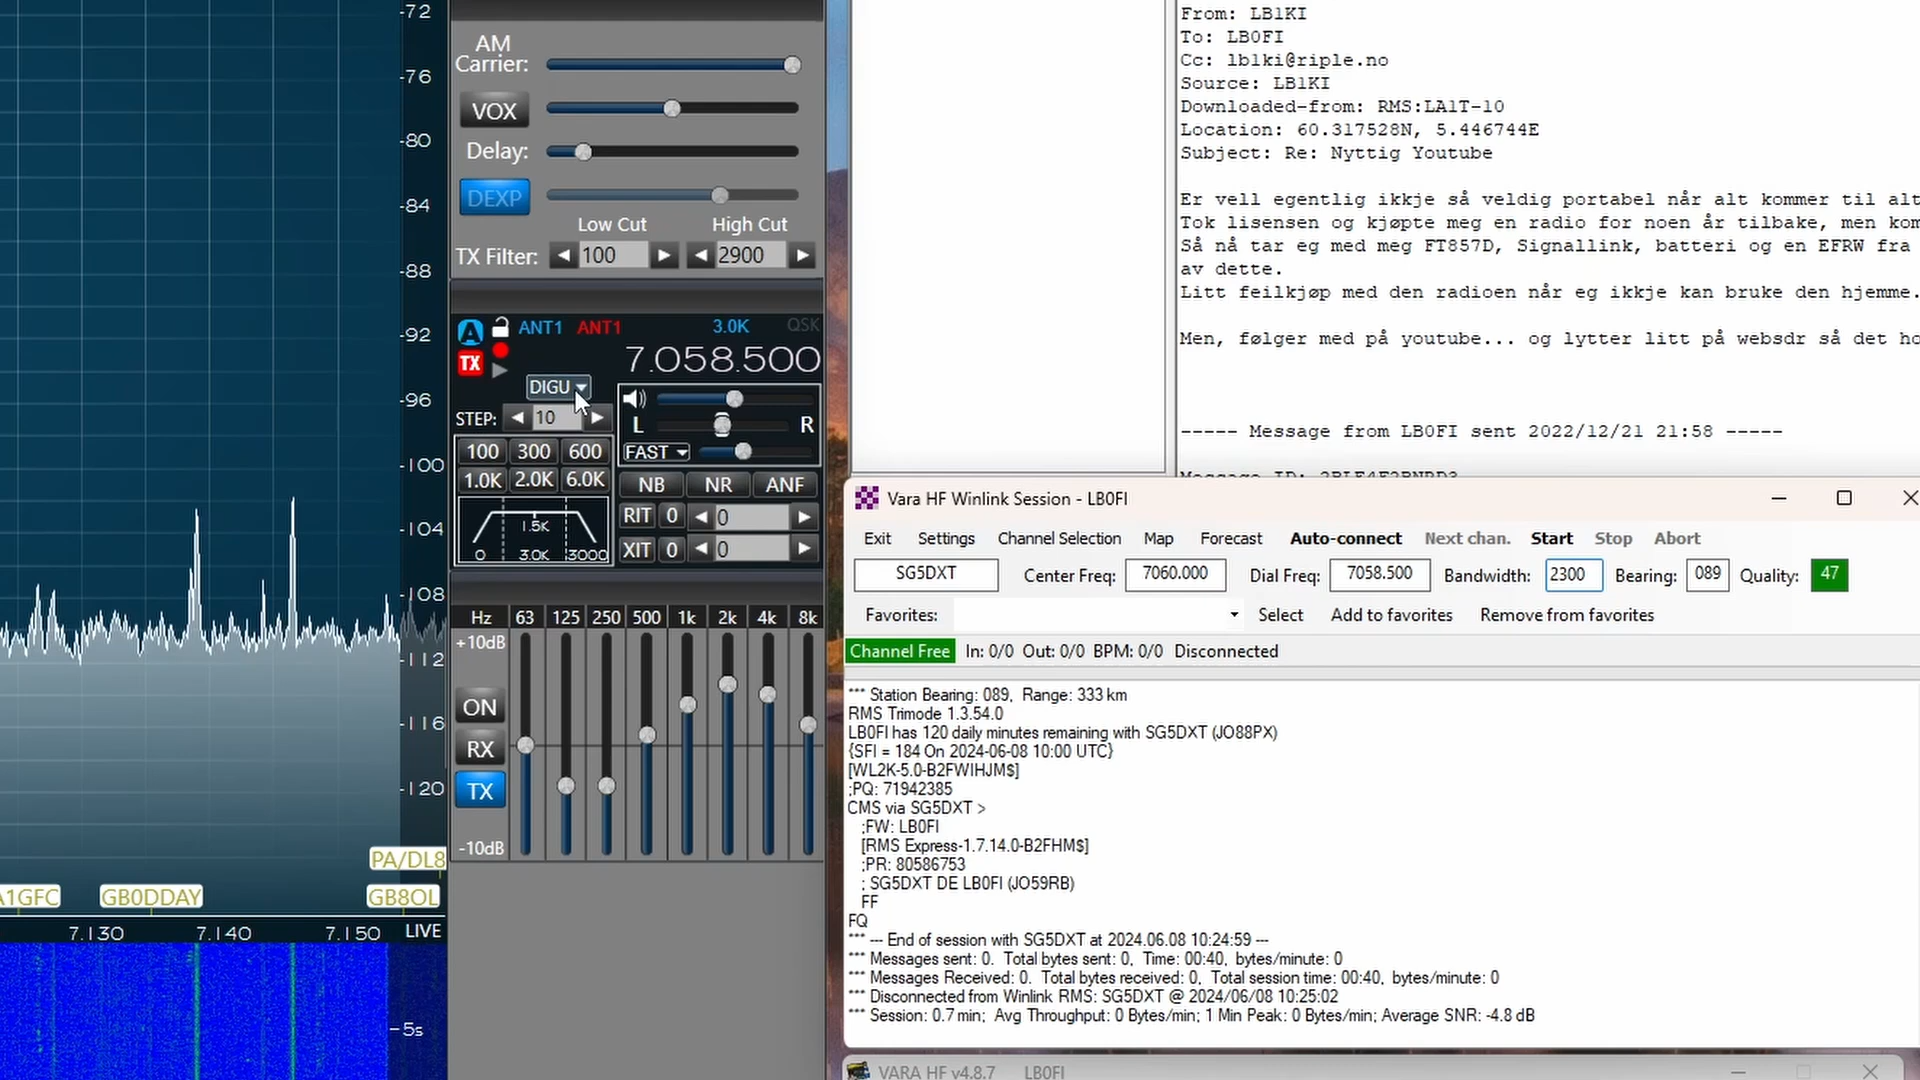 -72
-76
-80
-84
-88
-92
-96
-100
-104
-108
-112
-116
-120
PA/DL8
A1GFC GB0DDAY GB8OL
7.130 7.140 7.150 LIVE
-5s
AM
Carrier:
VOX
Delay:
DEXP
Low Cut High Cut
TX Filter: 100 2900
A ANT1 ANT1 3.0K QSK
TX 7.058.500
DIGU
STEP: 10
L R
FAST
100 300 600
1.0K 2.0K 6.0K
NB NR ANF
1.5K
0 3.0K 3000
RIT 0 0
XIT 0 0
Hz 63 125 250 500 1k 2k 4k 8k
+10dB
ON
RX
TX
-10dB
From: LB1KI
To: LB0FI
Cc: lb1ki@riple.no
Source: LB1KI
Downloaded-from: RMS:LA1T-10
Location: 60.317528N, 5.446744E
Subject: Re: Nyttig Youtube
Er vell egentlig ikkje så veldig portabel når alt kommer til alt
Tok lisensen og kjøpte meg en radio for noen år tilbake, men kom
Så nå tar eg med meg FT857D, Signallink, batteri og en EFRW fra
av dette.
Litt feilkjøp med den radioen når eg ikkje kan bruke den hjemme.
Men, følger med på youtube... og lytter litt på websdr så det ho
----- Message from LB0FI sent 2022/12/21 21:58 -----
Vara HF Winlink Session - LB0FI
Exit Settings Channel Selection Map Forecast Auto-connect Next chan. Start Stop Abort
SG5DXT Center Freq: 7060.000 Dial Freq: 7058.500 Bandwidth: 2300 Bearing: 089 Quality: 47
Favorites: Select Add to favorites Remove from favorites
Channel Free In: 0/0 Out: 0/0 BPM: 0/0 Disconnected
*** Station Bearing: 089, Range: 333 km
RMS Trimode 1.3.54.0
LB0FI has 120 daily minutes remaining with SG5DXT (JO88PX)
{SFI = 184 On 2024-06-08 10:00 UTC}
[WL2K-5.0-B2FWIHJM$]
;PQ: 71942385
CMS via SG5DXT >
;FW: LB0FI
[RMS Express-1.7.14.0-B2FHM$]
;PR: 80586753
; SG5DXT DE LB0FI (JO59RB)
FF
FQ
*** --- End of session with SG5DXT at 2024.06.08 10:24:59 ---
*** Messages sent: 0. Total bytes sent: 0, Time: 00:40, bytes/minute: 0
*** Messages Received: 0. Total bytes received: 0, Total session time: 00:40, bytes/minute: 0
*** Disconnected from Winlink RMS: SG5DXT @ 2024/06/08 10:25:02
*** Session: 0.7 min; Avg Throughput: 0 Bytes/min; 1 Min Peak: 0 Bytes/min; Average SNR: -4.8 dB
VARA HF v4.8.7 LB0FI